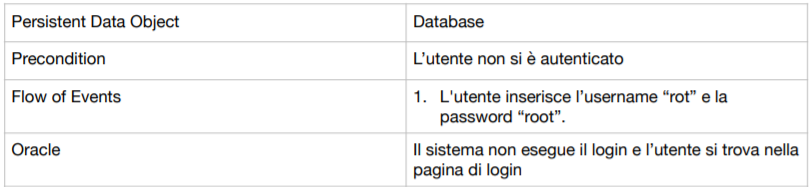 Persistent Data Object
Database
Precondition
L’utente non si è autenticato
Flow of Events
1. L'utente inserisce l’username “rot” e la
password “root”.
Oracle
Il sistema non esegue il login e l’utente si trova nella
pagina di login